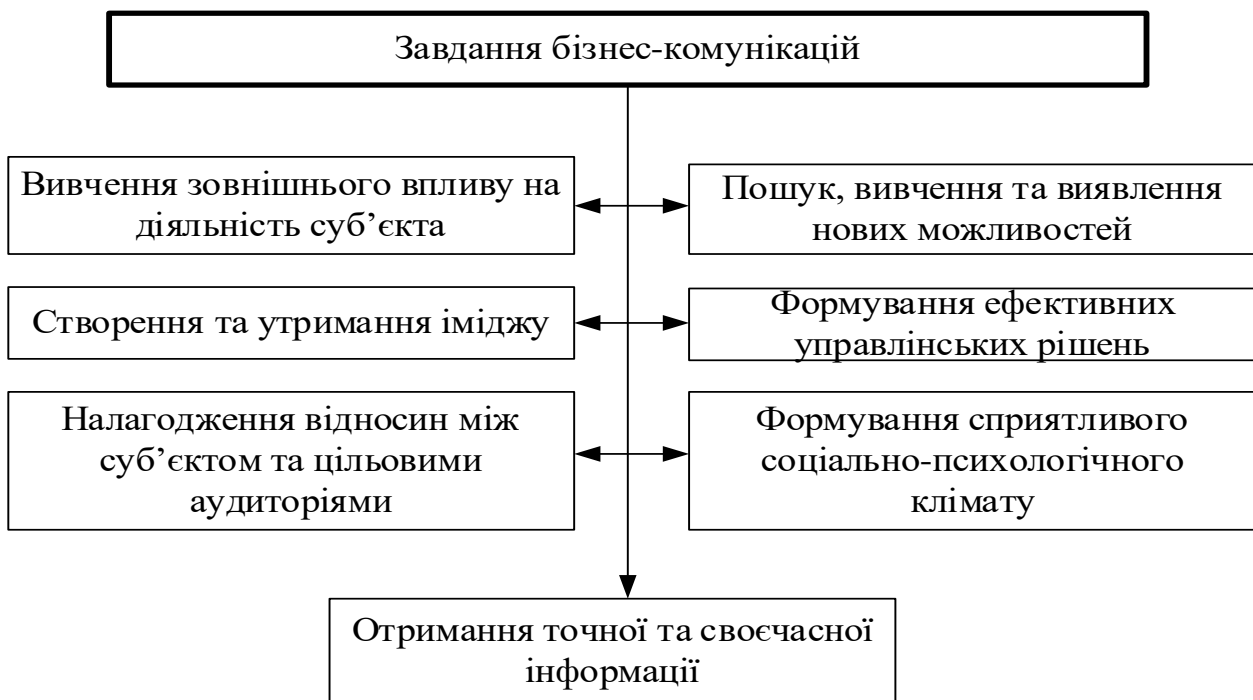 Завдання бізнес-комунікацій
Вивчення зовнішнього впливу на
діяльність суб’єкта
Пошук, вивчення та виявлення
нових можливостей
Створення та утримання іміджу
Формування ефективних
управлінських рішень
Налагодження відносин між
суб’єктом та цільовими
аудиторіями
Формування сприятливого
соціально-психологічного
клімату
Отримання точної та своєчасної
інформації